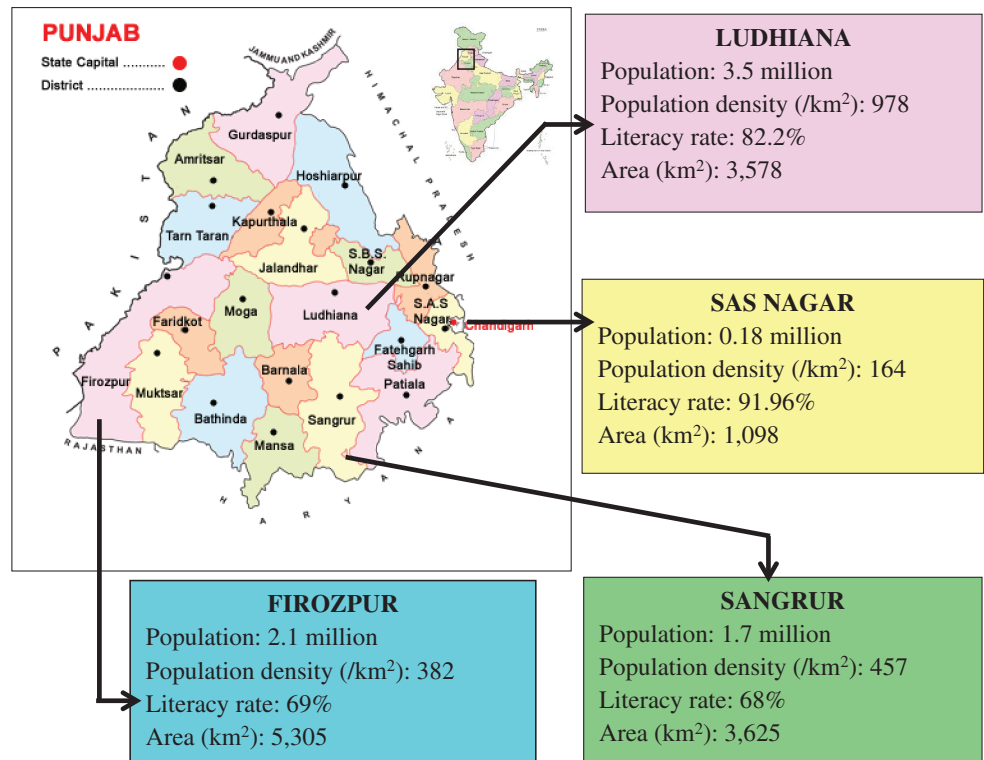 PUNJAB
State Capital ...........
District ......................
JAMMU AND KASHMIR
HIMACHAL PRADESH
PAKISTAN
Gurdaspur
Amritsar
Hoshiarpur
Tarn Taran
Kapurthala
Jalandhar
S.B.S.
Nagar
Rupnagar
Moga
Ludhiana
S.A.S
Nagar
Chandigarh
Faridkot
Fatehgarh
Sahib
Firozpur
Muktsar
Barnala
Patiala
Bathinda
Sangrur
Mansa
RAJASTHAN
HARYANA
LUDHIANA
Population: 3.5 million
Population density (/km²): 978
Literacy rate: 82.2%
Area (km²): 3,578
SAS NAGAR
Population: 0.18 million
Population density (/km²): 164
Literacy rate: 91.96%
Area (km²): 1,098
FIROZPUR
Population: 2.1 million
Population density (/km²): 382
Literacy rate: 69%
Area (km²): 5,305
SANGRUR
Population: 1.7 million
Population density (/km²): 457
Literacy rate: 68%
Area (km²): 3,625